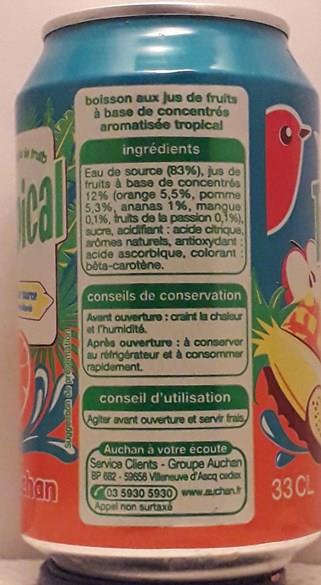 boisson aux jus de fruits
à base de concentrés
aromatisée tropical
ingrédients
Eau de source (83%), jus de
fruits à base de concentrés
12% (orange 5,5%, pomme
5,3%, ananas 1%, mangue
0,1%, fruits de la passion 0,1%),
sucre, acidifiant : acide citrique,
arômes naturels, antioxydant :
acide ascorbique, colorant :
bêta-carotène.
conseils de conservation
Avant ouverture : craint la chaleur
et l'humidité.
Après ouverture : à conserver
au réfrigérateur et à consommer
rapidement.
conseil d'utilisation
Agiter avant ouverture et servir frais.
Auchan à votre écoute
Service Clients - Groupe Auchan
BP 682 - 59656 Villeneuve d'Ascq cedex
03 5930 5930 www.auchan.fr
Appel non surtaxé
ical
chan
33 CL